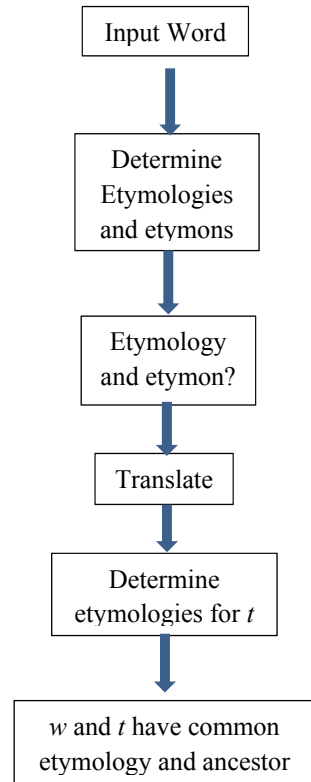 Input Word
Determine
Etymologies
and etymons
Etymology
and etymon?
Translate
Determine
etymologies for t
w and t have common
etymology and ancestor